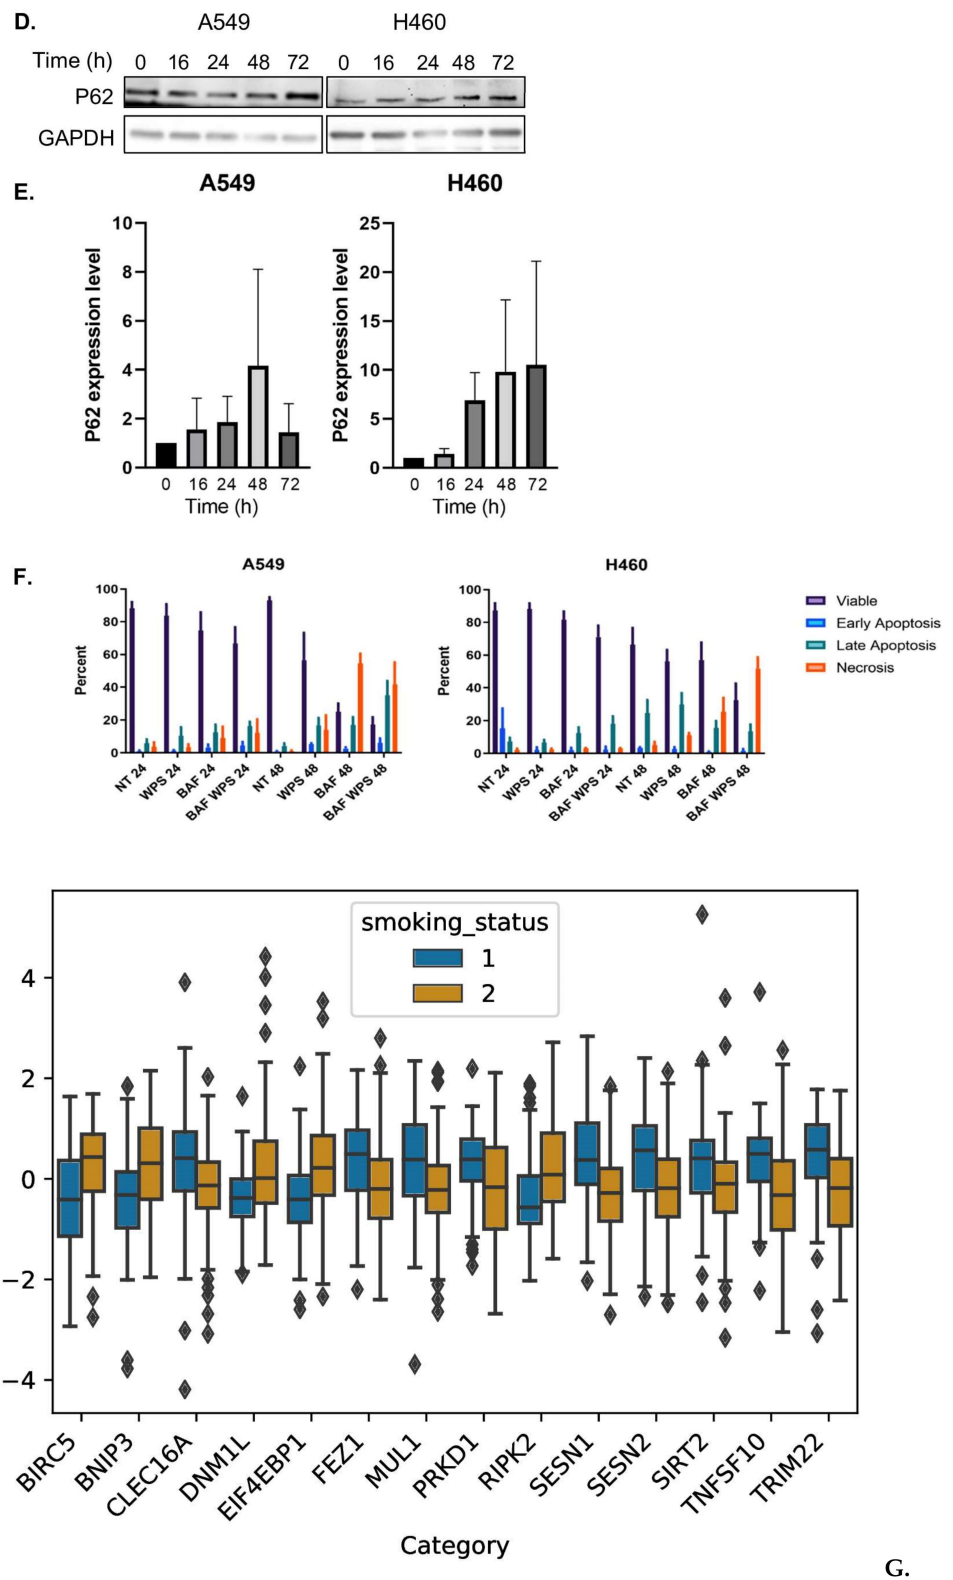 D.
A549 H460
Time (h) 0 16 24 48 72 0 16 24 48 72
P62
GAPDH
E.
A549 H460
10 25
8 20
6 15
4 10
2 5
0 0
P62 expression level P62 expression level
0 16 24 48 72 0 16 24 48 72
Time (h) Time (h)
F.
A549 H460
100 100
80 80
60 60
40 40
20 20
0 0
Percent Percent
Viable
Early Apoptosis
Late Apoptosis
Necrosis
NT 24 WPS 24 BAF 24 BAF WPS 24 NT 48 WPS 48 BAF 48 BAF WPS 48
NT 24 WPS 24 BAF 24 BAF WPS 24 NT 48 WPS 48 BAF 48 BAF WPS 48
smoking_status
1
2
4
2
0
−2
−4
BIRC5 BNIP3 CLEC16A DNM1L EIF4EBP1 FEZ1 MUL1 PRKD1 RIPK2 SESN1 SESN2 SIRT2 TNFSF10 TRIM22
Category
G.